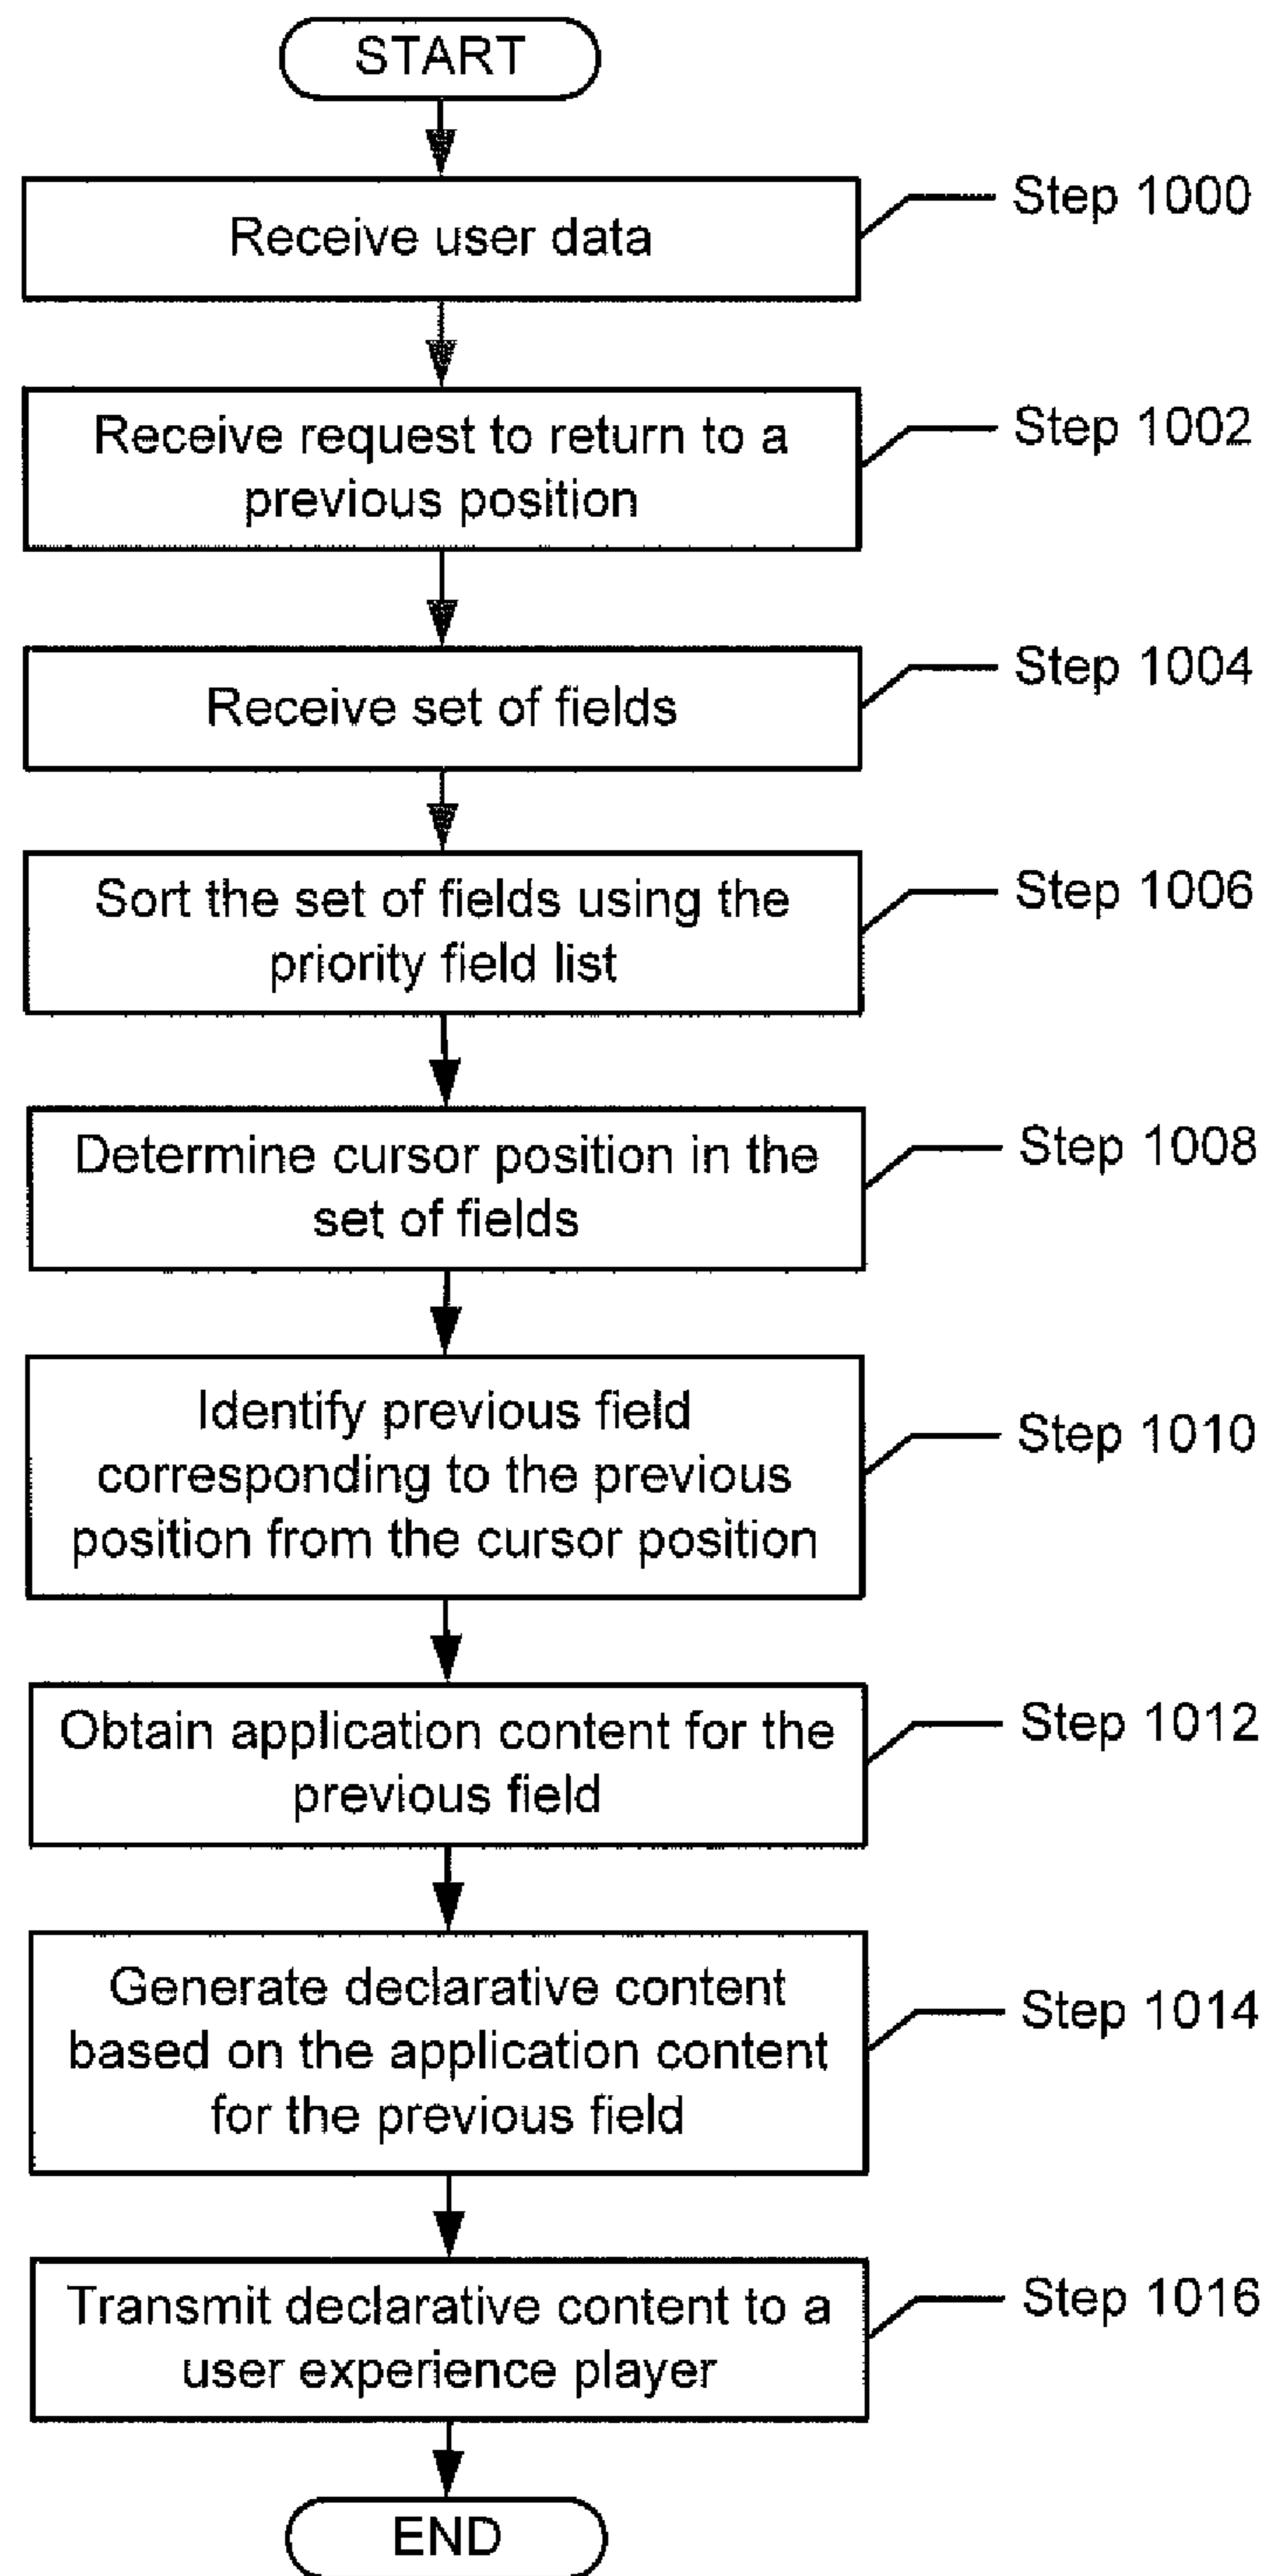 START
Receive user data
Step 1000
Receive request to return to a
previous position
Step 1002
Receive set of fields
Step 1004
Sort the set of fields using the
priority field list
Step 1006
Determine cursor position in the
set of fields
Step 1008
Identify previous field
corresponding to the previous
position from the cursor position
Step 1010
Obtain application content for the
previous field
Step 1012
Generate declarative content
based on the application content
for the previous field
Step 1014
Transmit declarative content to a
user experience player
Step 1016
END